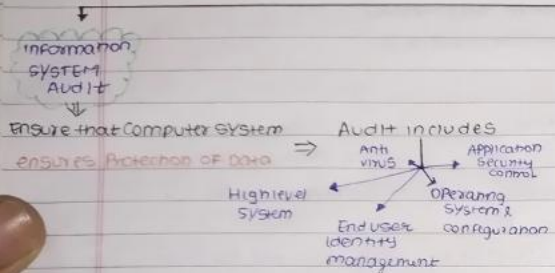 Information
SYSTEM
Audit
Ensure that Computer System
ensures Protection of Data
Audit includes
Anti
virus
Application
Security
control
High level
System
Operating
System &
configuration
End user
Identity
management